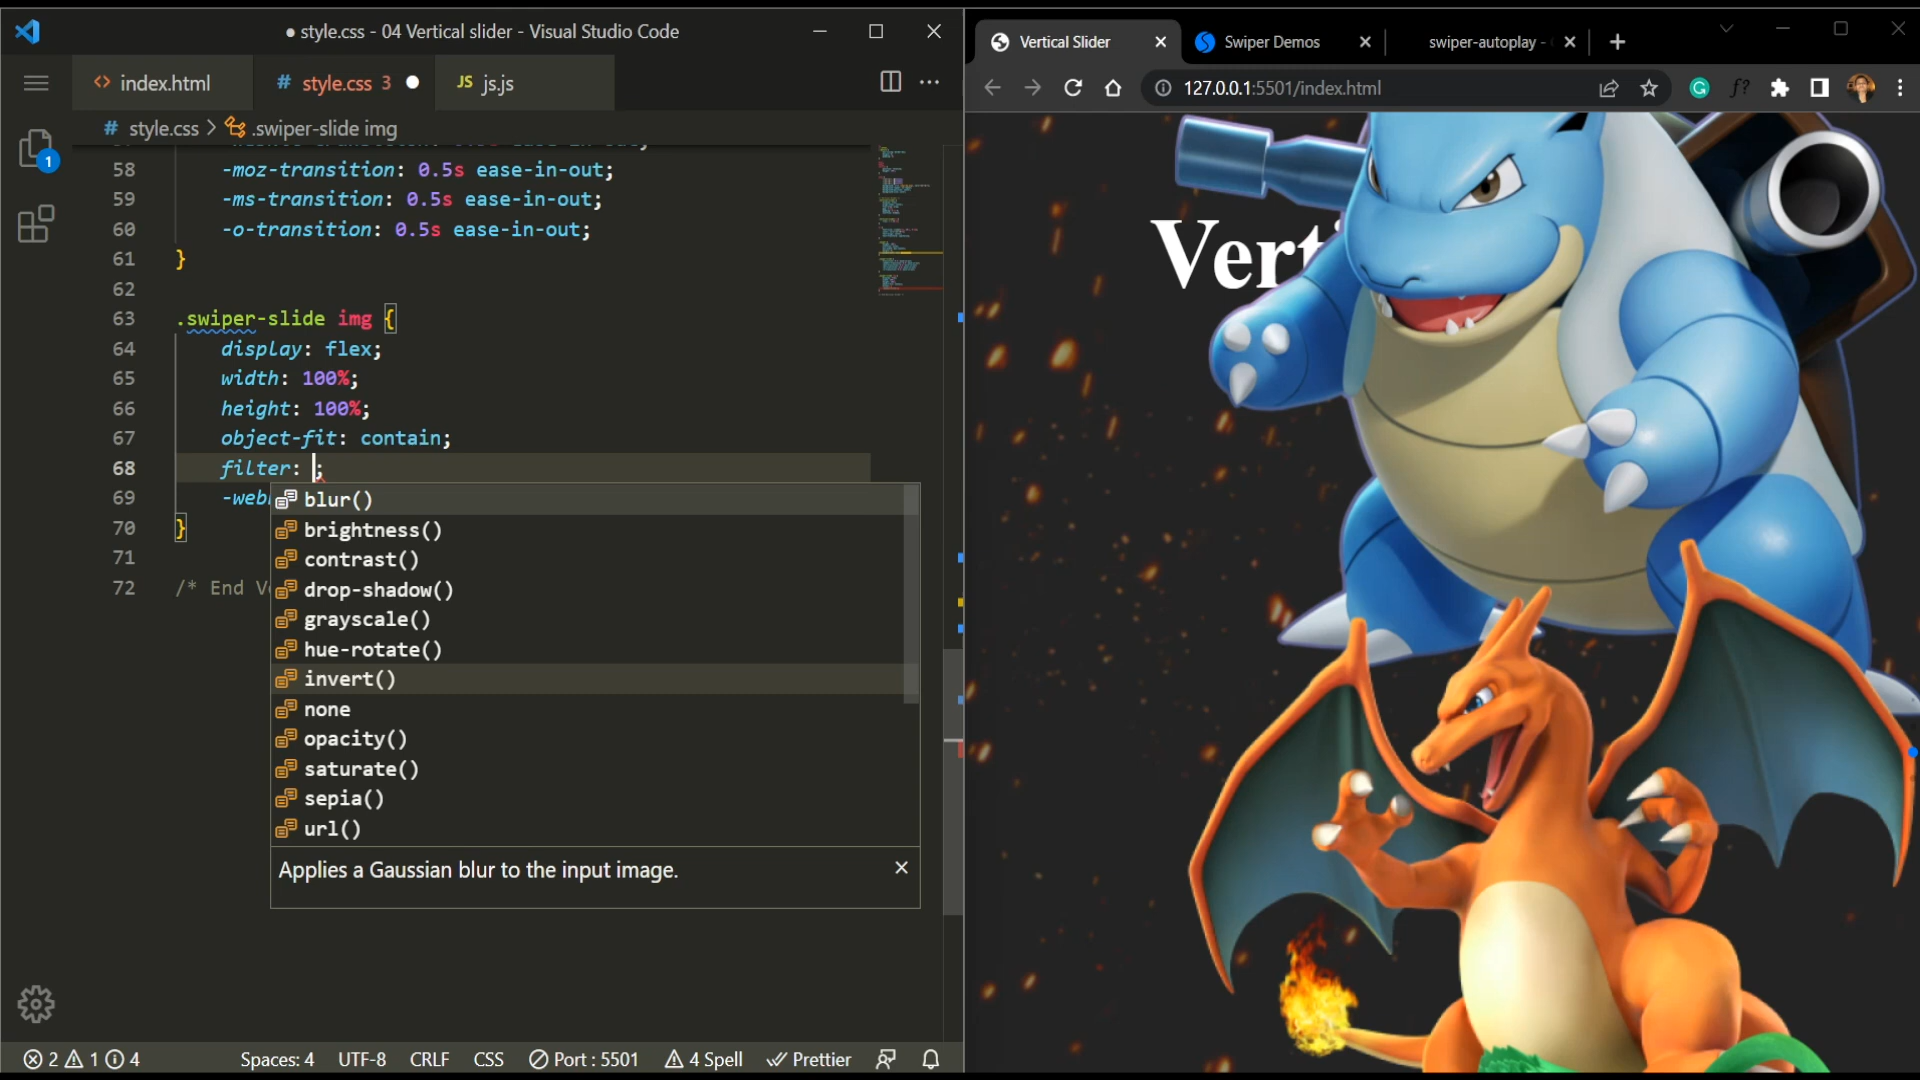 style.css - 04 Vertical slider - Visual Studio Code
index.html
# style.css 3
JS js.js
# style.css > .swiper-slide img
58 -moz-transition: 0.5s ease-in-out;
59 -ms-transition: 0.5s ease-in-out;
60 -o-transition: 0.5s ease-in-out;
61 }
62
63 .swiper-slide img {
64 display: flex;
65 width: 100%;
66 height: 100%;
67 object-fit: contain;
68 filter: ;
69
70 }
71
72 /* End
1
blur()
brightness()
contrast()
drop-shadow()
grayscale()
hue-rotate()
invert()
none
opacity()
saturate()
sepia()
url()
Applies a Gaussian blur to the input image.
2 1 4
Spaces: 4 UTF-8 CRLF CSS Port : 5501 4 Spell Prettier
Vertical Slider
Swiper Demos
swiper-autoplay -
127.0.0.1:5501/index.html
f?
Vert